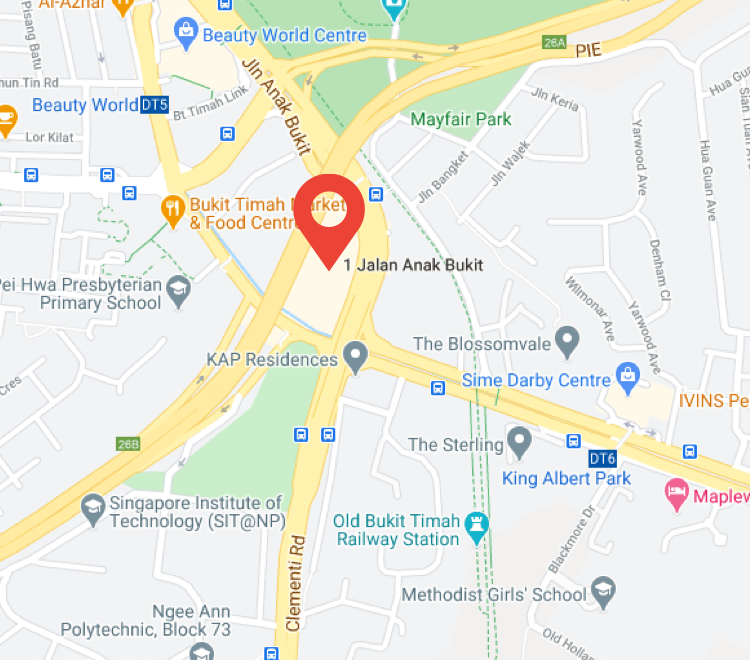 Al-Azhar
Pisang Batu
Beauty World Centre
26A
PIE
Jln Anak Bukit
Hua Guan
Sian Tuan Ave
hun Tin Rd
Bt Timah Link
Jln Keria
Beauty World DT5
Mayfair Park
Lor Kilat
Yarwood Ave
Hua Guan Ave
Jln Wajek
Jln Bangket
Bukit Timah Market
& Food Centre
Denham Cl
1 Jalan Anak Bukit
Pei Hwa Presbyterian
Primary School
Wilmonar Ave
Yarwood Ave
The Blossomvale
KAP Residences
Sime Darby Centre
Cres
IVINS Pe
26B
The Sterling
DT6
King Albert Park
Maplew
Singapore Institute of
Technology (SIT@NP)
Old Bukit Timah
Railway Station
Blackmore Dr
Clementi Rd
Methodist Girls' School
Ngee Ann
Polytechnic, Block 73
Old Hollan